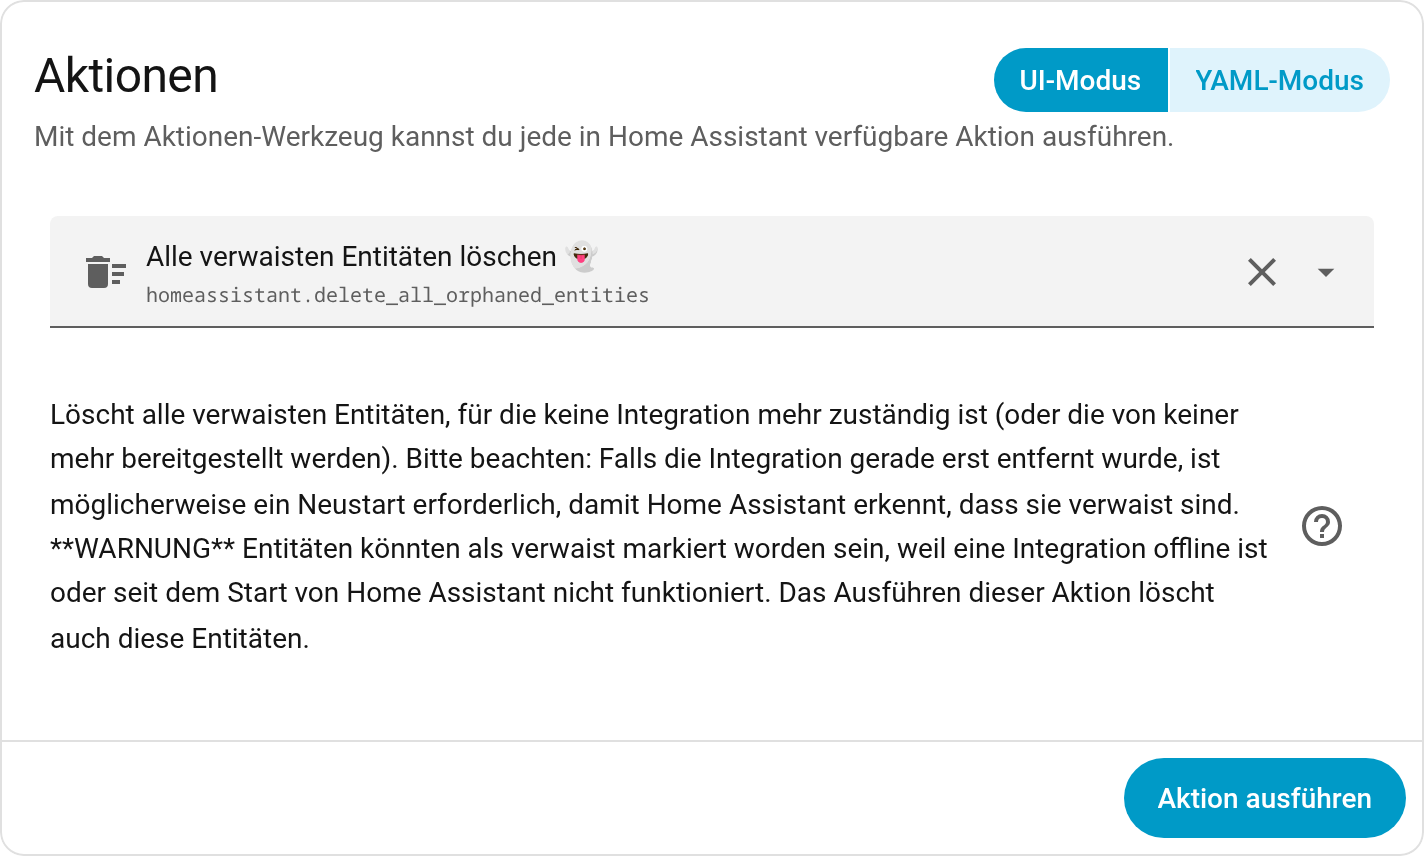 Aktionen
UI-Modus
YAML-Modus
Mit dem Aktionen-Werkzeug kannst du jede in Home Assistant verfügbare Aktion ausführen.
Alle verwaisten Entitäten löschen 👻
homeassistant.delete_all_orphaned_entities
Löscht alle verwaisten Entitäten, für die keine Integration mehr zuständig ist (oder die von keiner
mehr bereitgestellt werden). Bitte beachten: Falls die Integration gerade erst entfernt wurde, ist
möglicherweise ein Neustart erforderlich, damit Home Assistant erkennt, dass sie verwaist sind.
**WARNUNG** Entitäten könnten als verwaist markiert worden sein, weil eine Integration offline ist
oder seit dem Start von Home Assistant nicht funktioniert. Das Ausführen dieser Aktion löscht
auch diese Entitäten.
Aktion ausführen